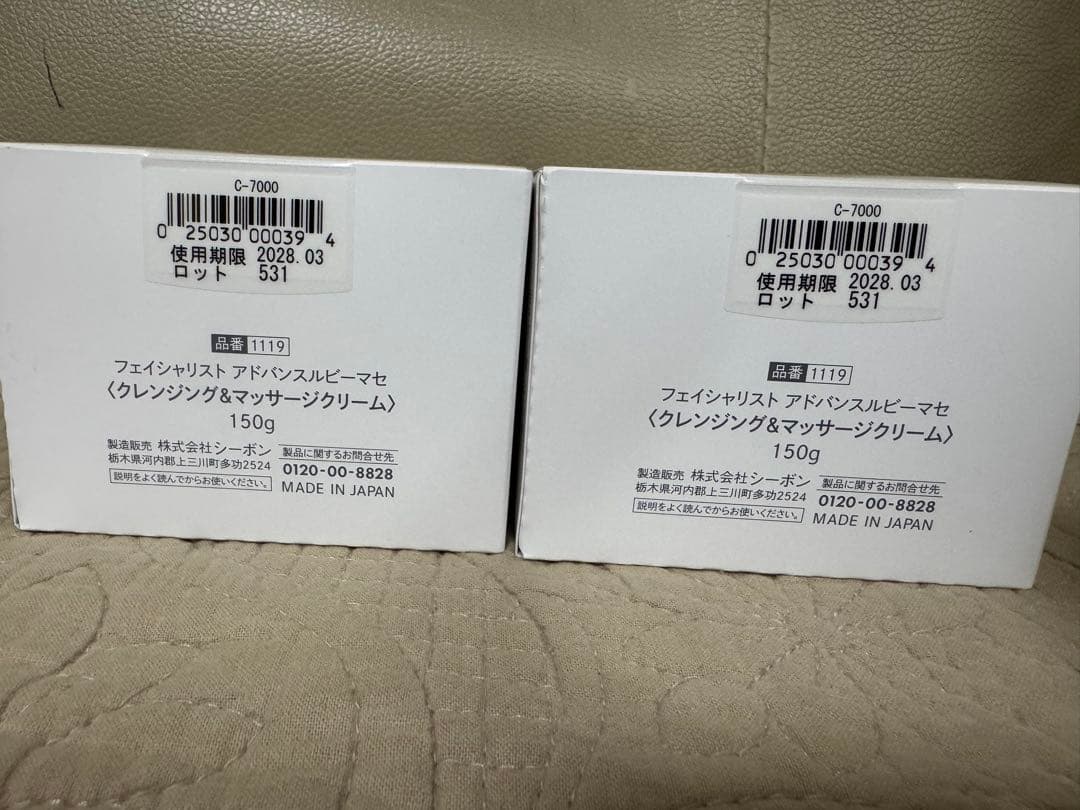 C-7000
0 25030 00039 4
使用期限 2028.03
ロット 531
品番 1119
フェイシャリスト アドバンスルビーマセ
〈クレンジング&マッサージクリーム〉
150g
製造販売 株式会社シーボン
栃木県河内郡上三川町多功2524
説明をよく読んでからお使いください。
製品に関するお問合せ先
0120-00-8828
MADE IN JAPAN
C-7000
0 25030 00039 4
使用期限 2028.03
ロット 531
品番 1119
フェイシャリスト アドバンスルビーマセ
〈クレンジング&マッサージクリーム〉
150g
製造販売 株式会社シーボン
栃木県河内郡上三川町多功2524
説明をよく読んでからお使いください。
製品に関するお問合せ先
0120-00-8828
MADE IN JAPAN